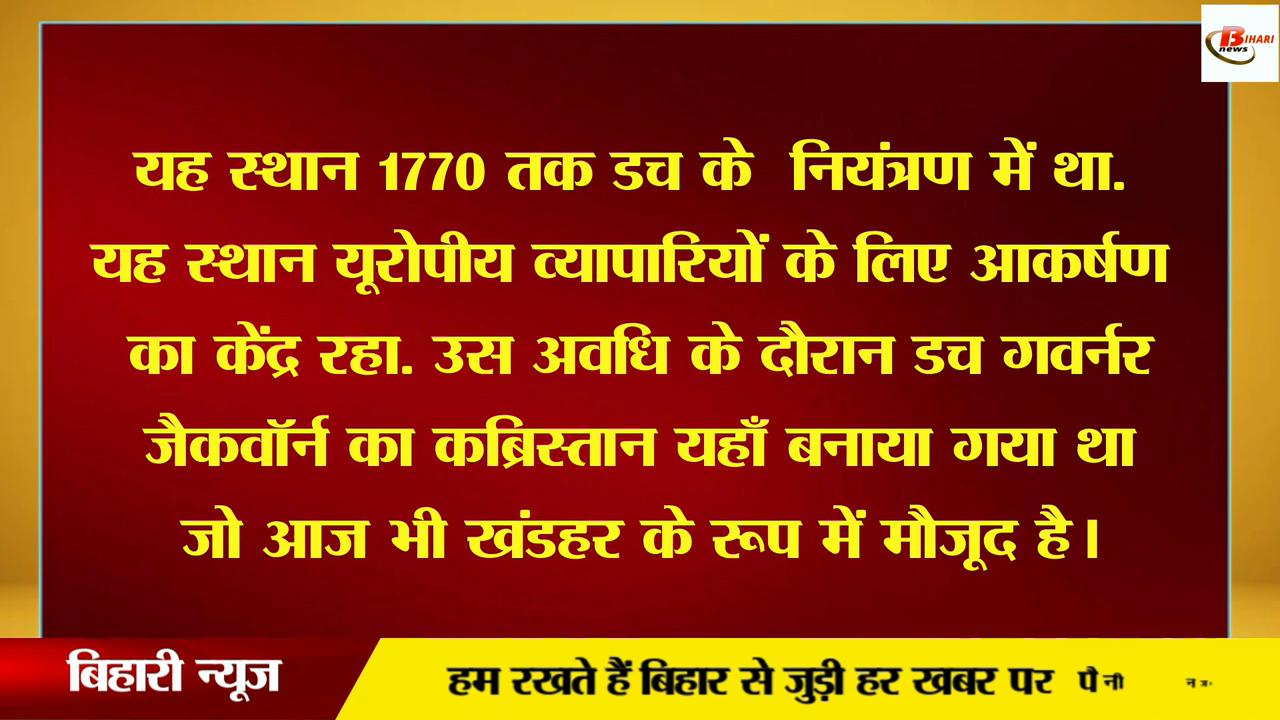 BIHARI
news
यह स्थान 1770 तक डच के नियंत्रण में था.
यह स्थान यूरोपीय व्यापारियों के लिए आकर्षण
का केंद्र रहा. उस अवधि के दौरान डच गवर्नर
जैकवॉर्न का कब्रिस्तान यहाँ बनाया गया था
जो आज भी खंडहर के रूप में मौजूद है।
बिहारी न्यूज
हम रखते हैं बिहार से जुड़ी हर खबर पर पैनी